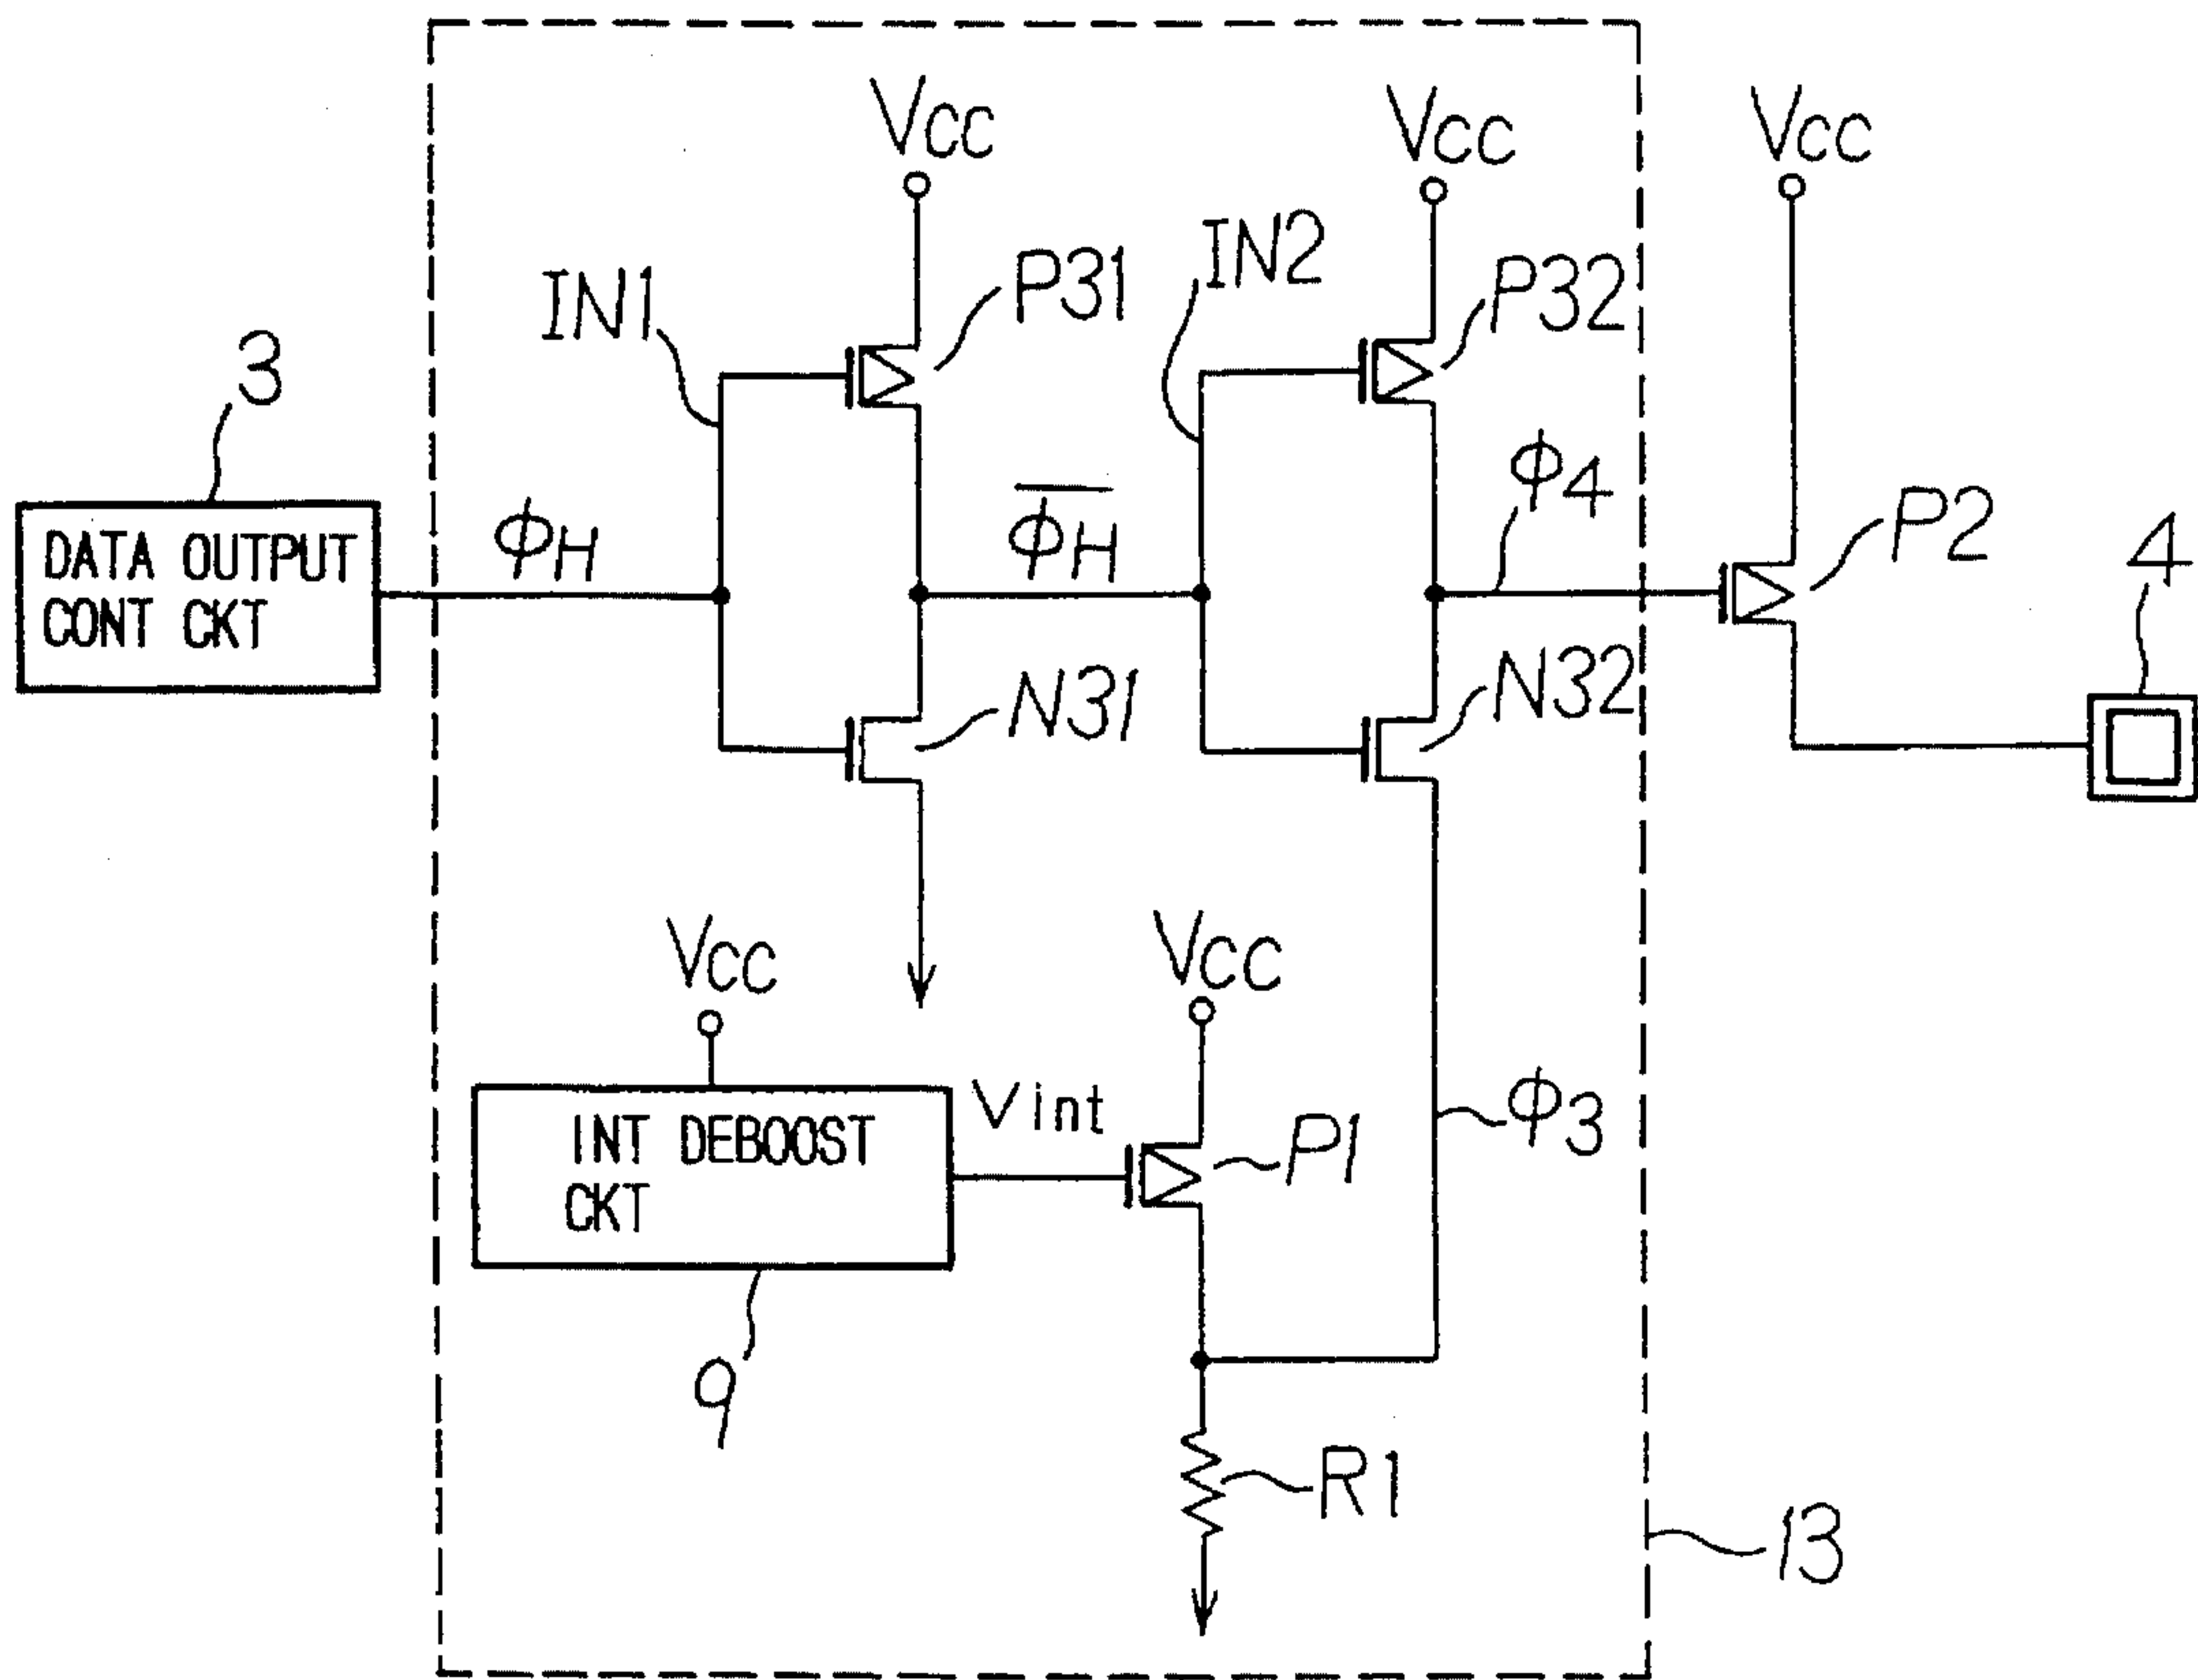 VCC
VCC
VCC
IN1
P31
IN2
P32
3
DATA OUTPUT
CONT CKT
ΦH
Φ̅H̅
Φ4
P2
4
N31
N32
VCC
VCC
INT DEBOOST
CKT
Vint
P1
Φ3
9
R1
13